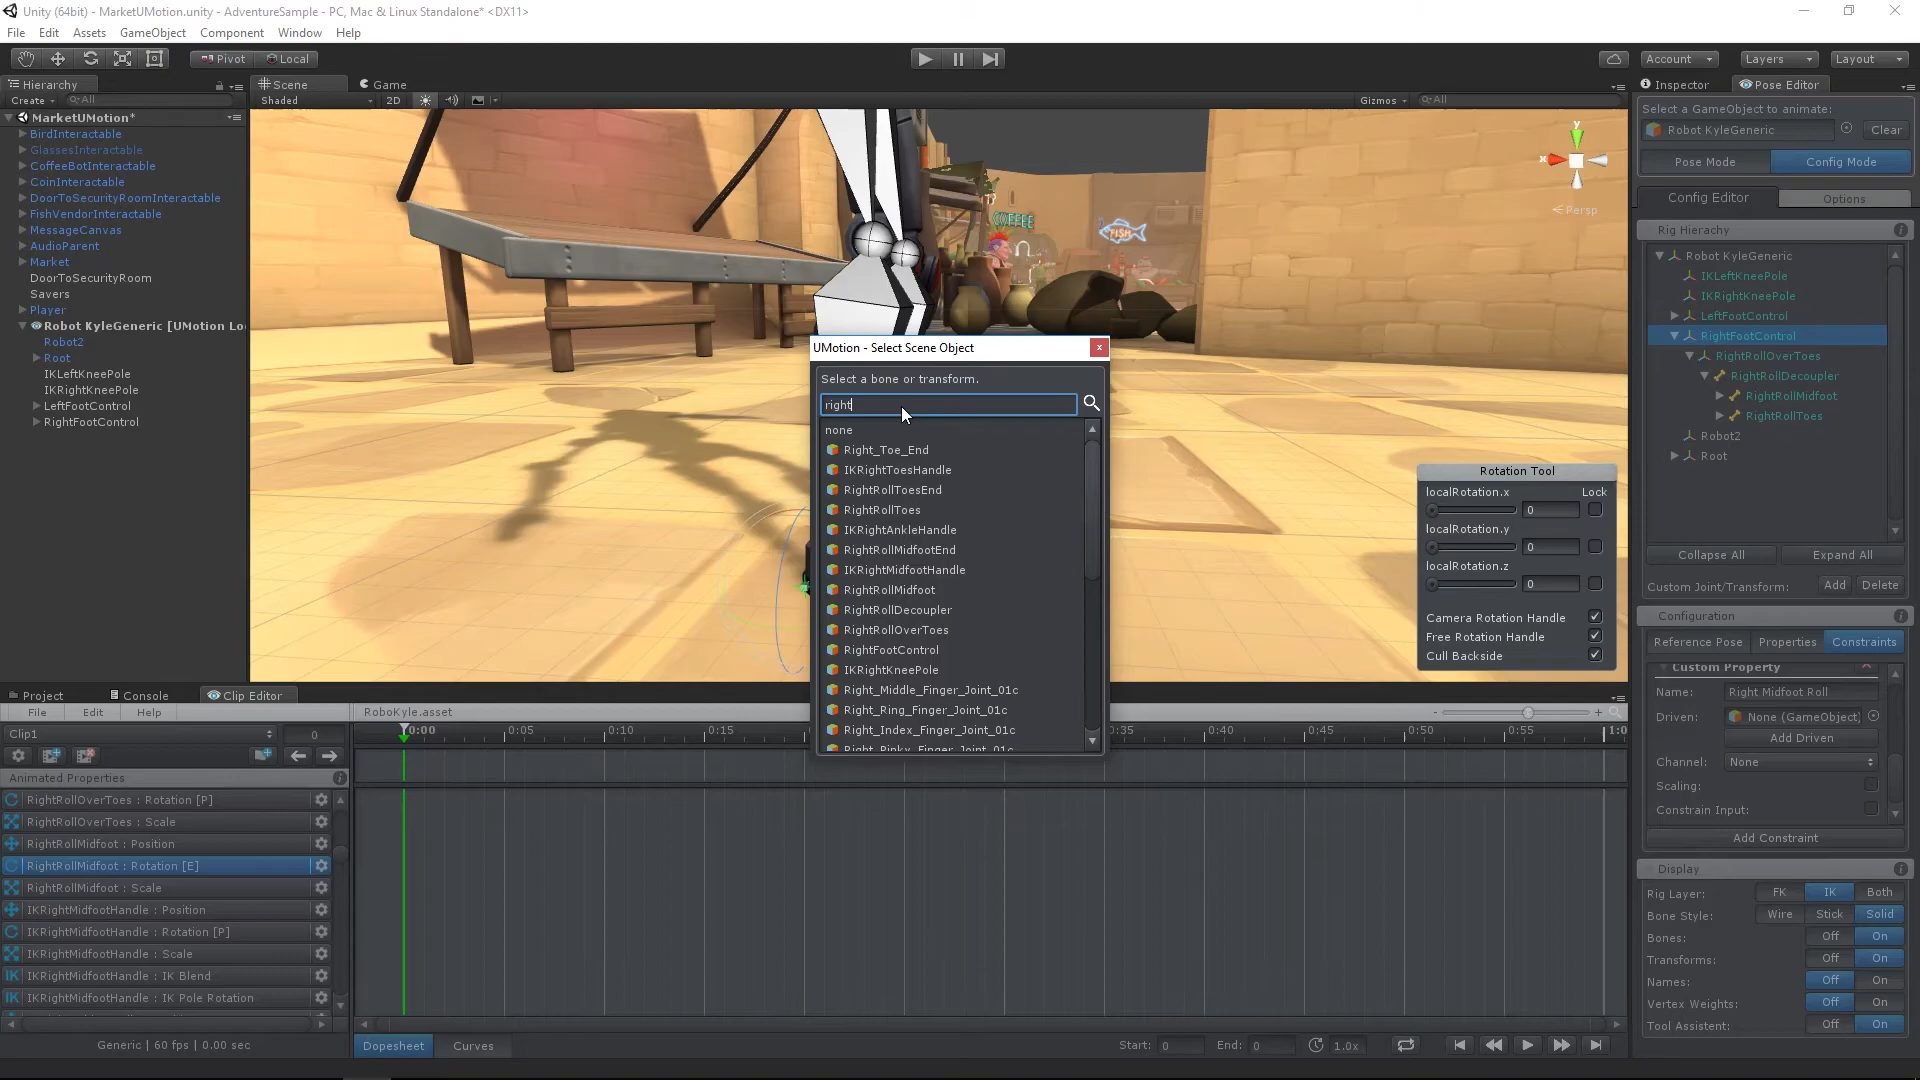 Unity (64bit) - MarketUMotion.unity - AdventureSample - PC, Mac & Linux Standalone* <DX11>
File Edit Assets GameObject Component Window Help
Pivot Local
Account Layers Layout
Hierarchy
Create All
MarketUMotion*
BirdInteractable
GlassesInteractable
CoffeeBotInteractable
CoinInteractable
DoorToSecurityRoomInteractable
FishVendorInteractable
MessageCanvas
AudioParent
Market
DoorToSecurityRoom
Savers
Player
Robot KyleGeneric [UMotion Lo
Robot2
Root
IKLeftKneePole
IKRightKneePole
LeftFootControl
RightFootControl
Scene Game
Shaded 2D Gizmos All
COFFEE
FISH
y
x
Persp
UMotion - Select Scene Object
Select a bone or transform.
right
none
Right_Toe_End
IKRightToesHandle
RightRollToesEnd
RightRollToes
IKRightAnkleHandle
RightRollMidfootEnd
IKRightMidfootHandle
RightRollMidfoot
RightRollDecoupler
RightRollOverToes
RightFootControl
IKRightKneePole
Right_Middle_Finger_Joint_01c
Right_Ring_Finger_Joint_01c
Right_Index_Finger_Joint_01c
Right_Pinky_Finger_Joint_01c
Rotation Tool
localRotation.x Lock
0
localRotation.y
0
localRotation.z
0
Camera Rotation Handle
Free Rotation Handle
Cull Backside
Inspector Pose Editor
Select a GameObject to animate:
Robot KyleGeneric Clear
Pose Mode Config Mode
Config Editor Options
Rig Hierachy
Robot KyleGeneric
IKLeftKneePole
IKRightKneePole
LeftFootControl
RightFootControl
RightRollOverToes
RightRollDecoupler
RightRollMidfoot
RightRollToes
Robot2
Root
Collapse All Expand All
Custom Joint/Transform: Add Delete
Configuration
Reference Pose Properties Constraints
Custom Property
Name: Right Midfoot Roll
Driven: None (GameObject)
Add Driven
Channel: None
Scaling:
Constrain Input:
Add Constraint
Display
Rig Layer: FK IK Both
Bone Style: Wire Stick Solid
Bones: Off On
Transforms: Off On
Names: Off On
Vertex Weights: Off On
Tool Assistent: Off On
Project Console Clip Editor
File Edit Help RoboKyle.asset
Clip1 0
0:00 0:05 0:10 0:15 0:35 0:40 0:45 0:50 0:55 1:0
Animated Properties
RightRollOverToes : Rotation [P]
RightRollOverToes : Scale
RightRollMidfoot : Position
RightRollMidfoot : Rotation [E]
RightRollMidfoot : Scale
IKRightMidfootHandle : Position
IKRightMidfootHandle : Rotation [P]
IKRightMidfootHandle : Scale
IKRightMidfootHandle : IK Blend
IKRightMidfootHandle : IK Pole Rotation
Generic | 60 fps | 0.00 sec
Dopesheet Curves
Start: 0 End: 0 1.0x